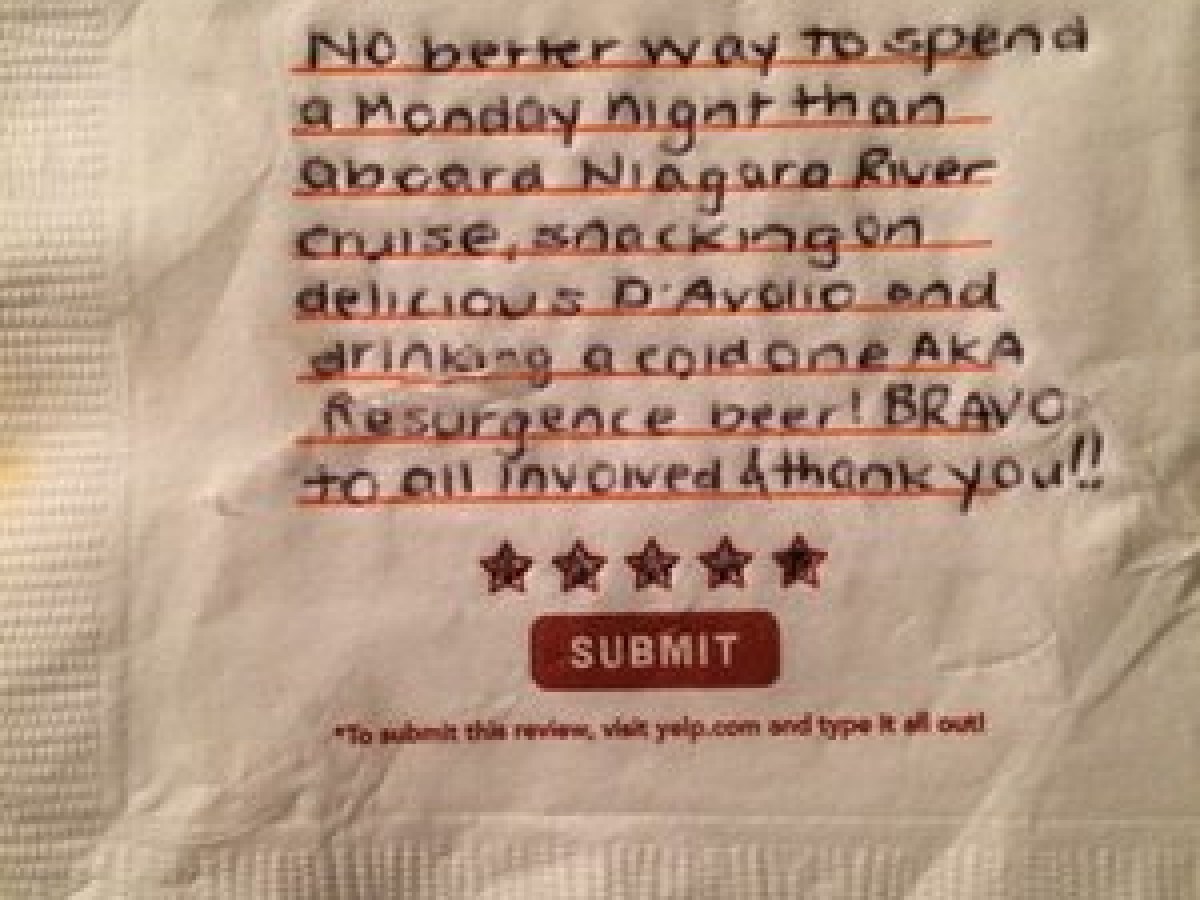 No better way to spend
a Monday night than
aboard Niagara River
cruise, snacking on
delicious D'Avolio and
drinking a cold one AKA
Resurgence beer! BRAVO
to all involved & thank you!!
SUBMIT
*To submit this review, visit yelp.com and type it all out!